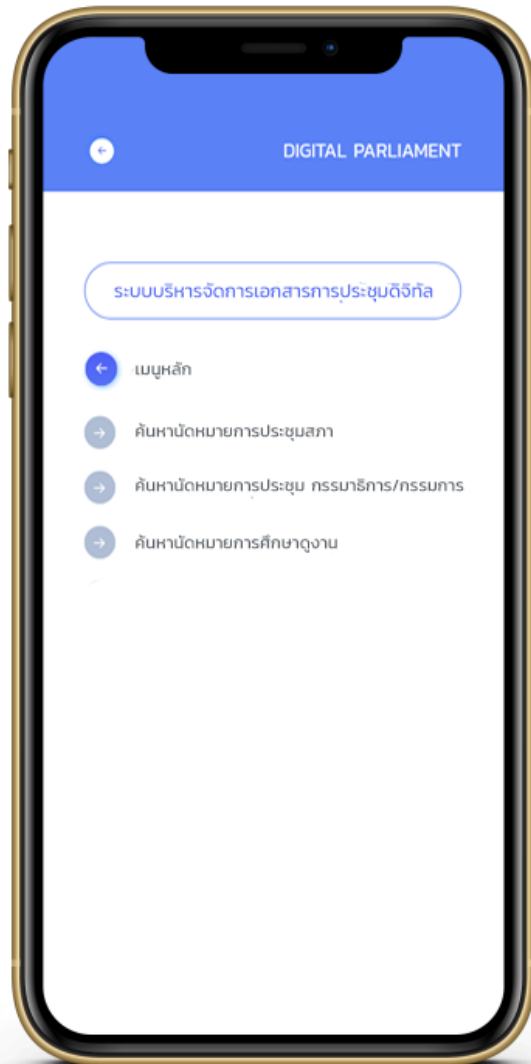 DIGITAL PARLIAMENT
ระบบบริหารจัดการเอกสารการประชุมดิจิทัล
เมนูหลัก
ค้นหานัดหมายการประชุมสภา
ค้นหานัดหมายการประชุม กรรมาธิการ/กรรมการ
ค้นหานัดหมายการศึกษาดูงาน